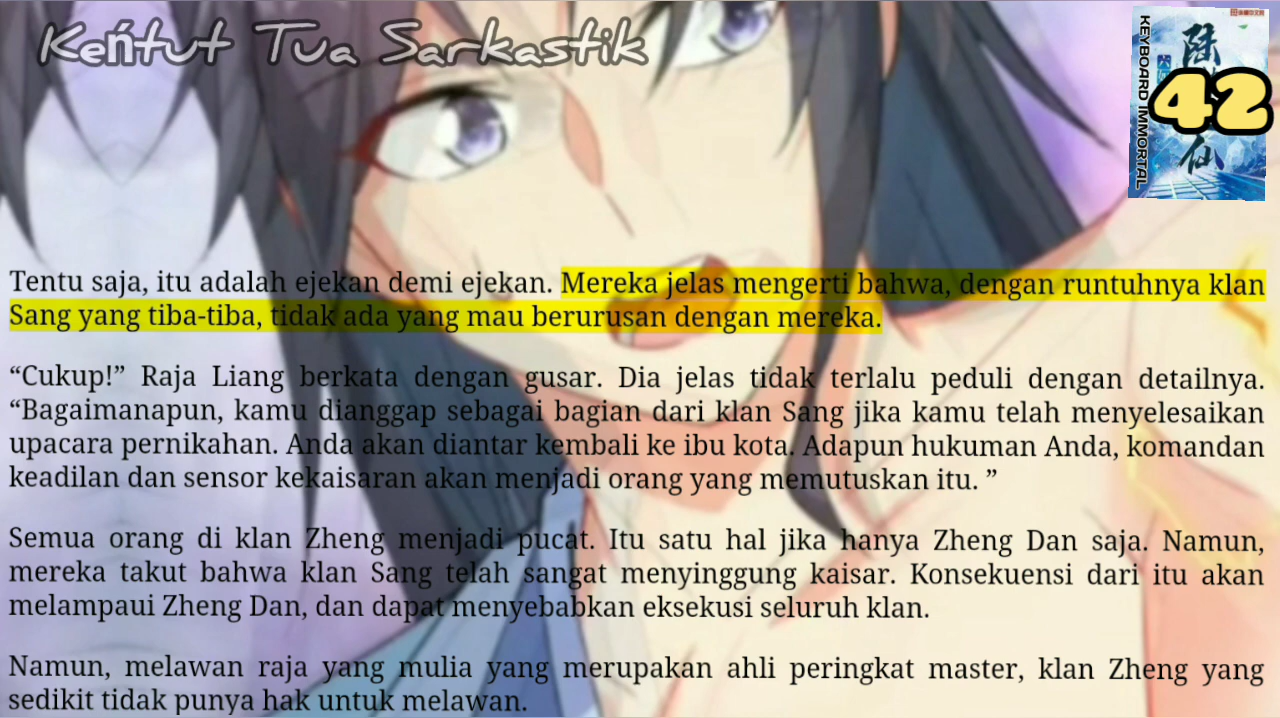 Keńtut Tua Sarkastik
KEYBOARD IMMORTAL
42
Tentu saja, itu adalah ejekan demi ejekan. Mereka jelas mengerti bahwa, dengan runtuhnya klan
Sang yang tiba-tiba, tidak ada yang mau berurusan dengan mereka.
“Cukup!” Raja Liang berkata dengan gusar. Dia jelas tidak terlalu peduli dengan detailnya.
“Bagaimanapun, kamu dianggap sebagai bagian dari klan Sang jika kamu telah menyelesaikan
upacara pernikahan. Anda akan diantar kembali ke ibu kota. Adapun hukuman Anda, komandan
keadilan dan sensor kekaisaran akan menjadi orang yang memutuskan itu. ”
Semua orang di klan Zheng menjadi pucat. Itu satu hal jika hanya Zheng Dan saja. Namun,
mereka takut bahwa klan Sang telah sangat menyinggung kaisar. Konsekuensi dari itu akan
melampaui Zheng Dan, dan dapat menyebabkan eksekusi seluruh klan.
Namun, melawan raja yang mulia yang merupakan ahli peringkat master, klan Zheng yang
sedikit tidak punya hak untuk melawan.